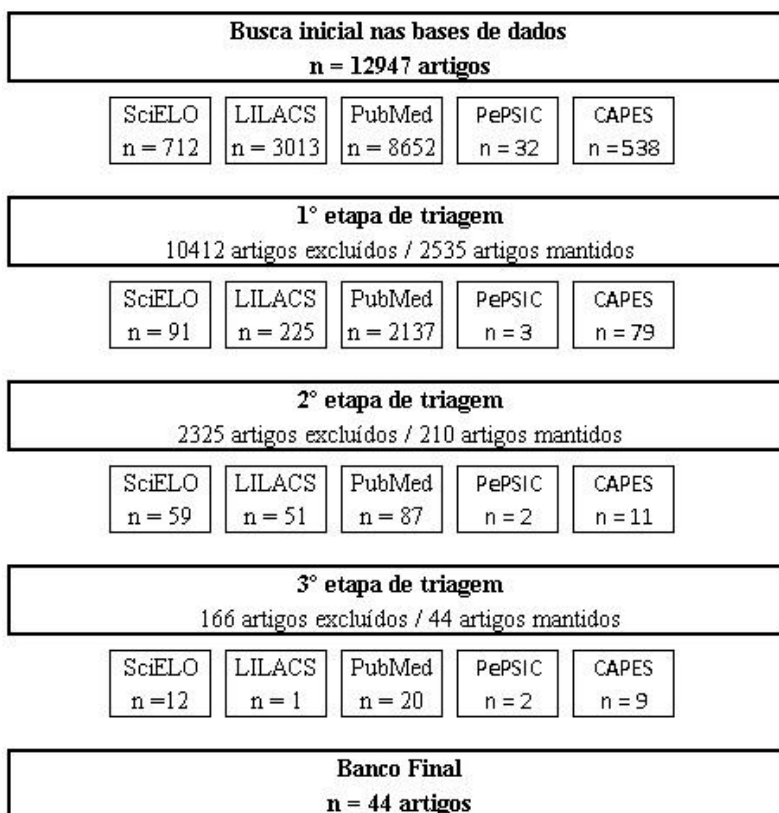 Busca inicial nas bases de dados
n = 12947 artigos
SciELO LILACS PubMed PePSIC CAPES
n = 712 n = 3013 n = 8652 n = 32 n =538
1° etapa de triagem
10412 artigos excluídos / 2535 artigos mantidos
SciELO LILACS PubMed PePSIC CAPES
n = 91 n = 225 n = 2137 n = 3 n = 79
2° etapa de triagem
2325 artigos excluídos / 210 artigos mantidos
SciELO LILACS PubMed PePSIC CAPES
n = 59 n = 51 n = 87 n = 2 n = 11
3° etapa de triagem
166 artigos excluídos / 44 artigos mantidos
SciELO LILACS PubMed PePSIC CAPES
n =12 n = 1 n = 20 n = 2 n = 9
Banco Final
n = 44 artigos